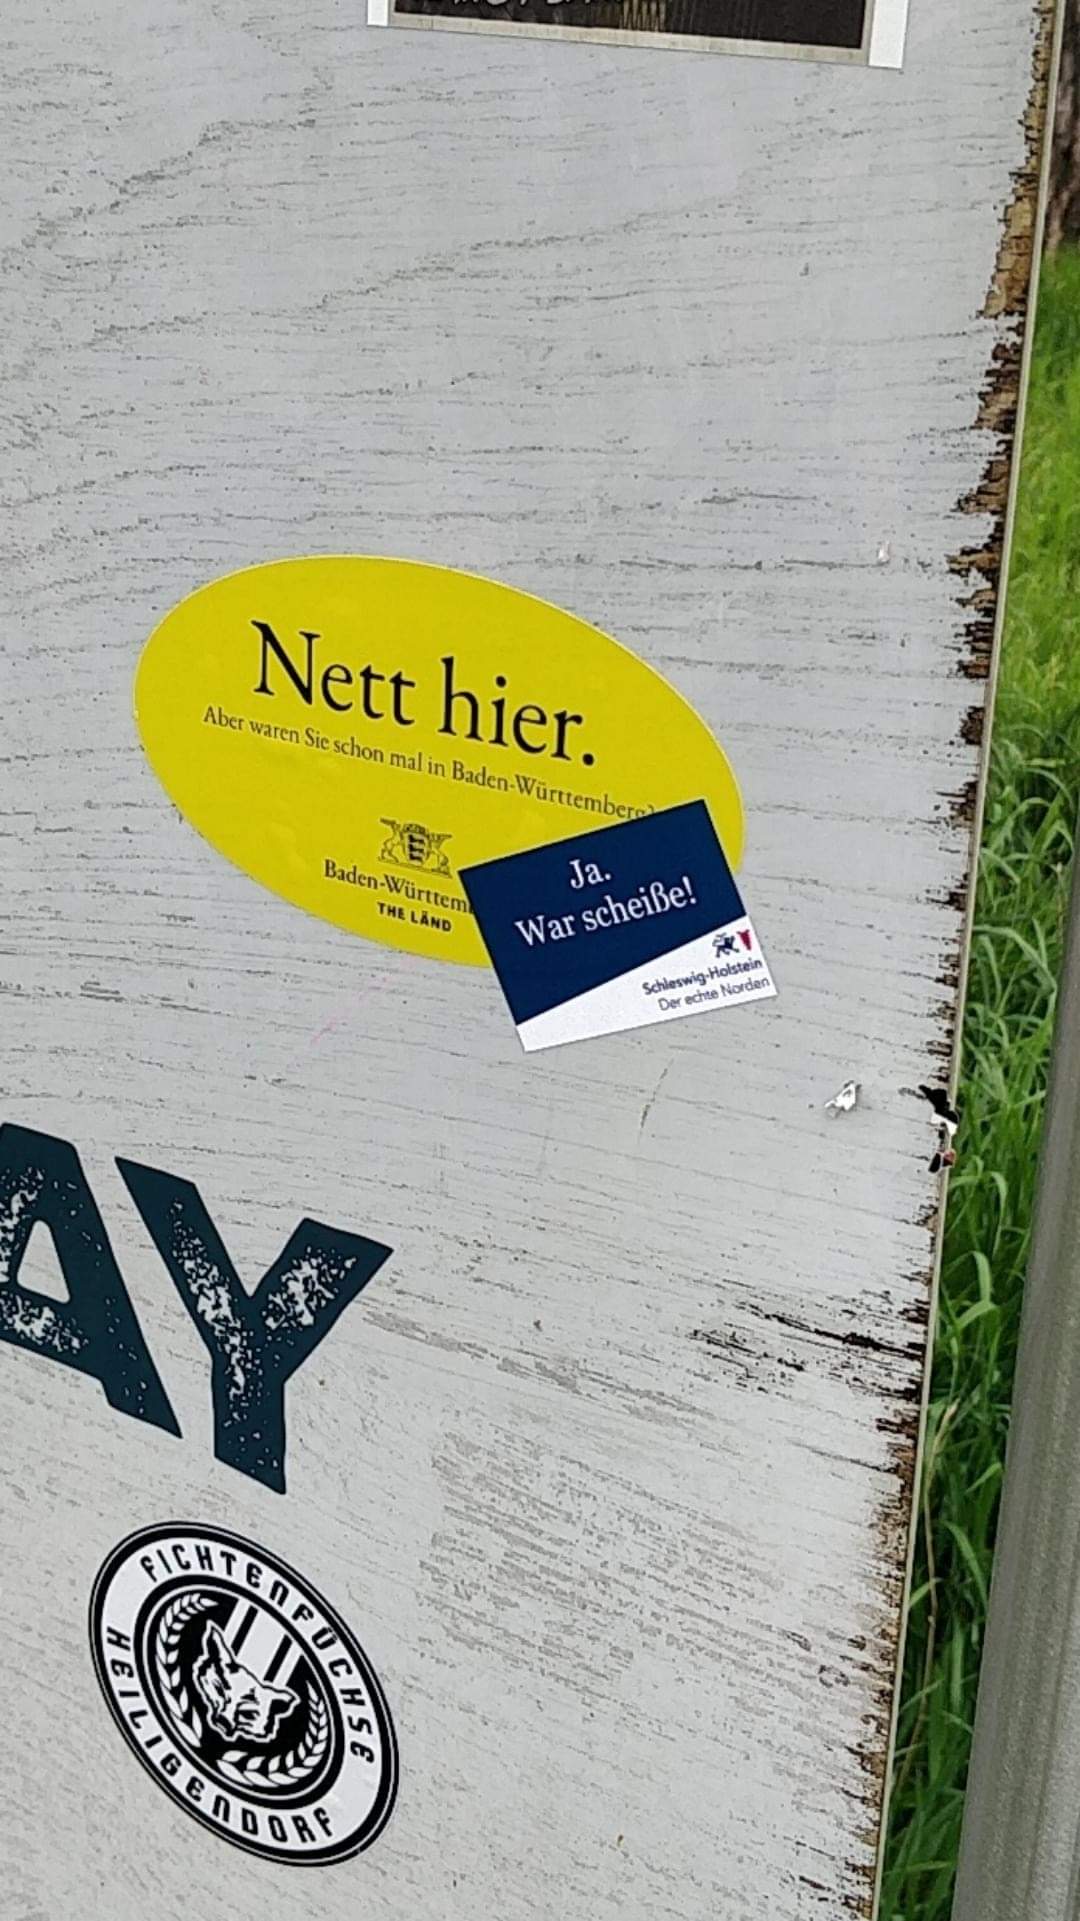 Nett hier.
Aber waren Sie schon mal in Baden-Württemberg?
Baden-Württem
THE LÄND
Ja.
War scheiße!
Schleswig-Holstein
Der echte Norden
AY
FICHTENFÜCHSE
HEILIGENDORF